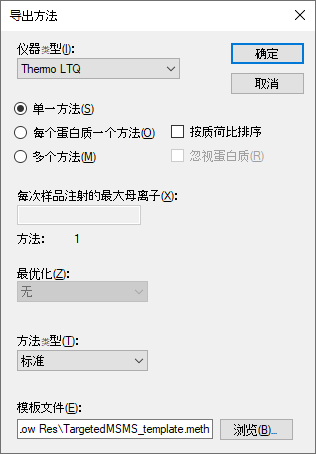 导出方法
仪器类型(I):
Thermo LTQ
确定
取消
单一方法(S)
每个蛋白质一个方法(O)
按质荷比排序
多个方法(M)
忽视蛋白质(R)
每次样品注射的最大母离子(X):
方法: 1
最优化(Z):
无
方法类型(T):
标准
模板文件(E):
.ow Res\TargetedMSMS_template.meth
浏览(B)...